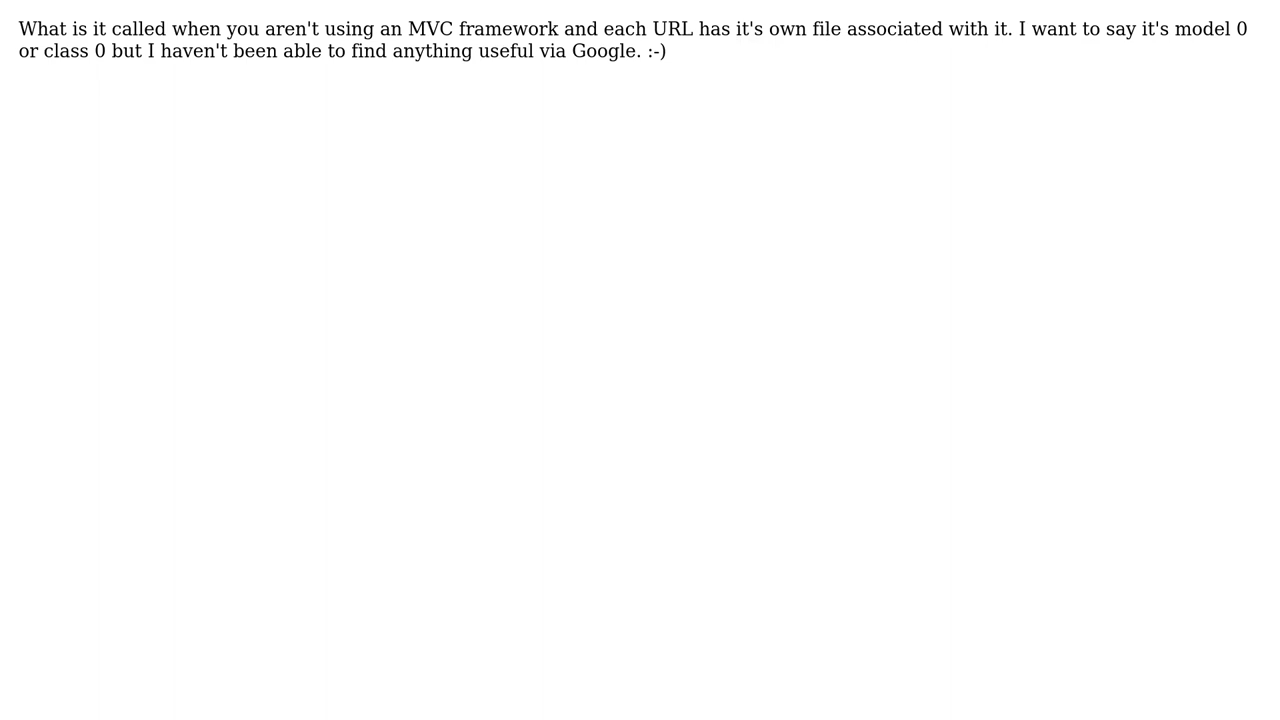 What is it called when you aren't using an MVC framework and each URL has it's own file associated with it. I want to say it's model 0
or class 0 but I haven't been able to find anything useful via Google. :-)